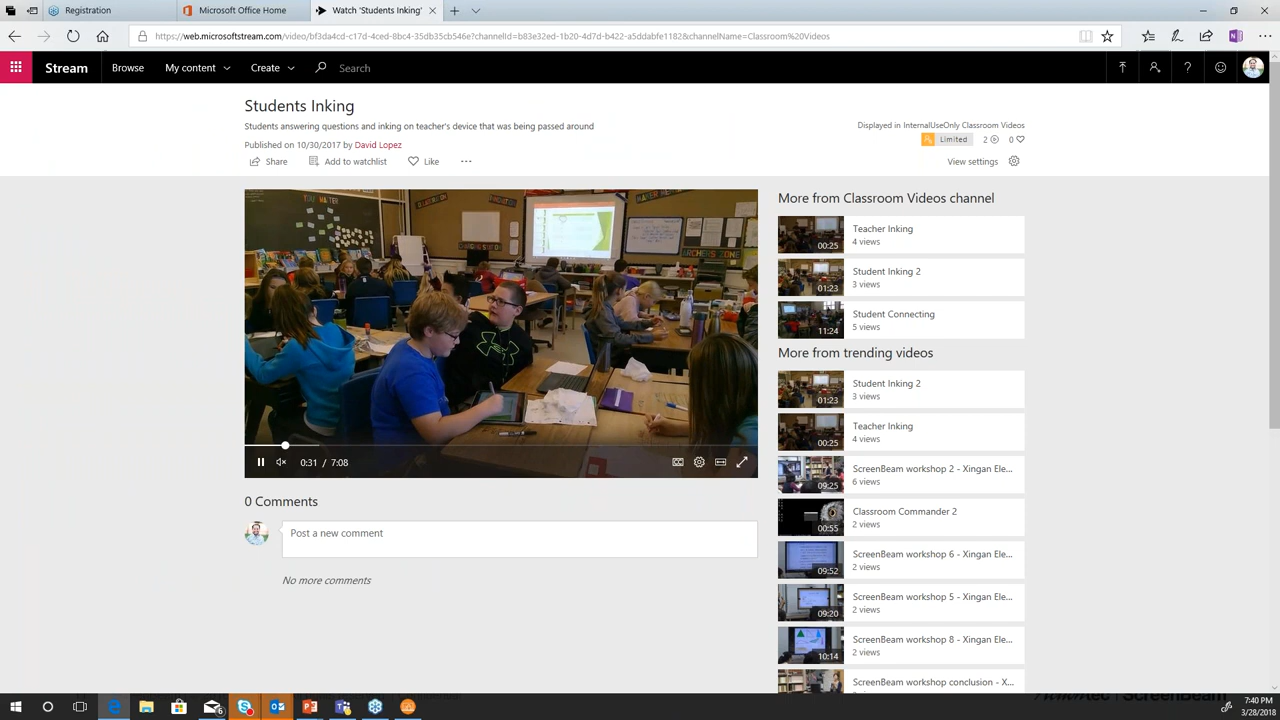 Registration
Microsoft Office Home
Watch 'Students Inking'
https://web.microsoftstream.com/video/bf3da4cd-c17d-4ced-8bc4-35db35cb546e?channelId=b83e32ed-1b20-4d7d-b422-a5ddabfe1182&channelName=Classroom%20Videos
Stream
Browse
My content
Create
Search
Students Inking
Students answering questions and inking on teacher's device that was being passed around
Published on 10/30/2017 by David Lopez
Share
Add to watchlist
Like
Displayed in InternalUseOnly Classroom Videos
Limited 2 0
View settings
ARCHERS ZONE
0:31 / 7:08
0 Comments
Post a new comment
No more comments
More from Classroom Videos channel
Teacher Inking
4 views
00:25
Student Inking 2
3 views
01:23
Student Connecting
5 views
11:24
More from trending videos
Student Inking 2
3 views
01:23
Teacher Inking
4 views
00:25
ScreenBeam workshop 2 - Xingan Ele...
6 views
09:25
Classroom Commander 2
2 views
00:55
ScreenBeam workshop 6 - Xingan Ele...
2 views
09:52
ScreenBeam workshop 5 - Xingan Ele...
2 views
09:20
ScreenBeam workshop 8 - Xingan Ele...
2 views
10:14
ScreenBeam workshop conclusion - X...
7:40 PM
3/28/2018